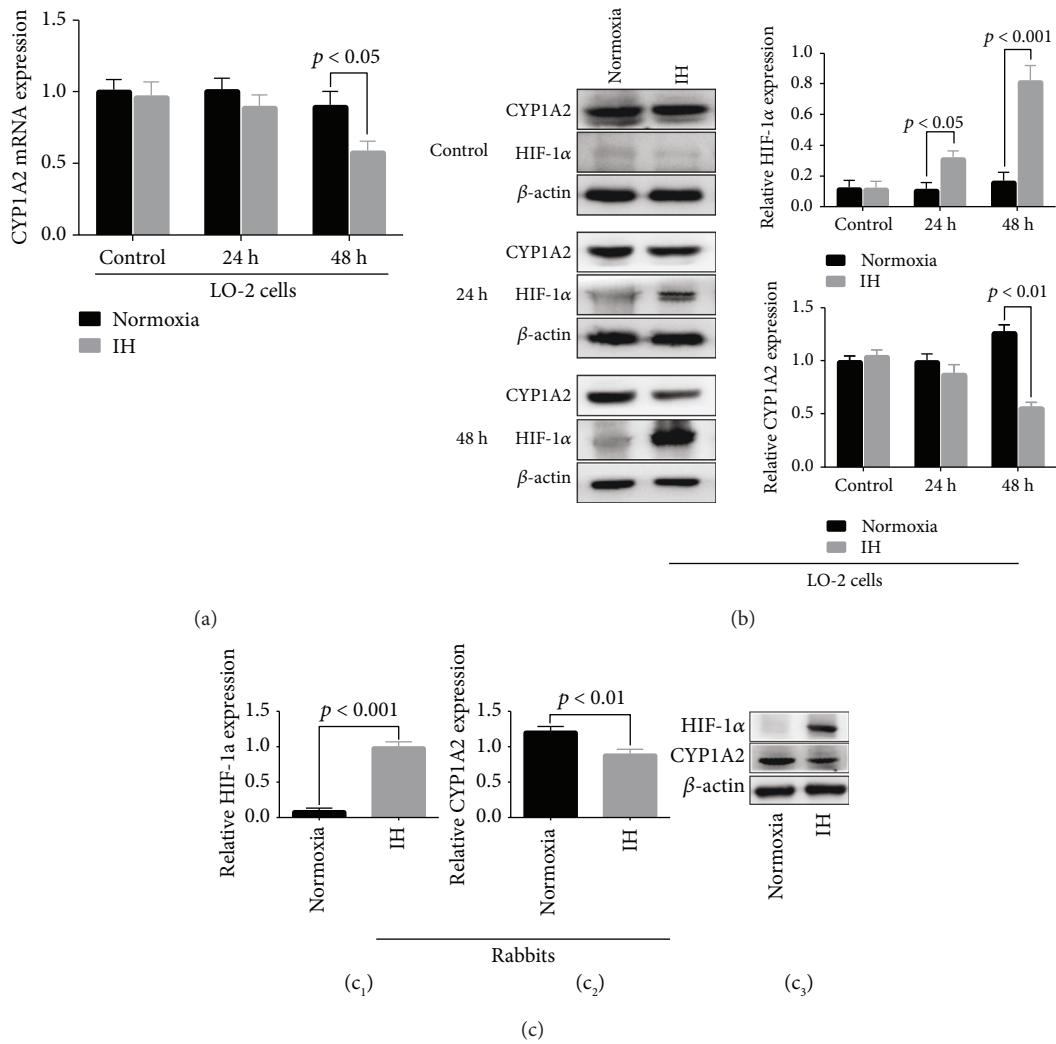 CYP1A2 mRNA expression
1.5
1.0
0.5
0.0
p < 0.05
Control
24 h
48 h
LO-2 cells
Normoxia
IH
(a)
Normoxia
IH
Control
CYP1A2
HIF-1α
β-actin
24 h
CYP1A2
HIF-1α
β-actin
48 h
CYP1A2
HIF-1α
β-actin
Relative HIF-1α expression
1.0
0.8
0.6
0.4
0.2
0.0
p < 0.05
p < 0.001
Control
24 h
48 h
Normoxia
IH
Relative CYP1A2 expression
1.5
1.0
0.5
0.0
p < 0.01
Control
24 h
48 h
Normoxia
IH
LO-2 cells
(b)
Relative HIF-1a expression
1.5
1.0
0.5
0.0
p < 0.001
Normoxia
IH
Relative CYP1A2 expression
1.5
1.0
0.5
0.0
p < 0.01
Normoxia
IH
HIF-1α
CYP1A2
β-actin
Normoxia
IH
Rabbits
(c₁)
(c₂)
(c₃)
(c)